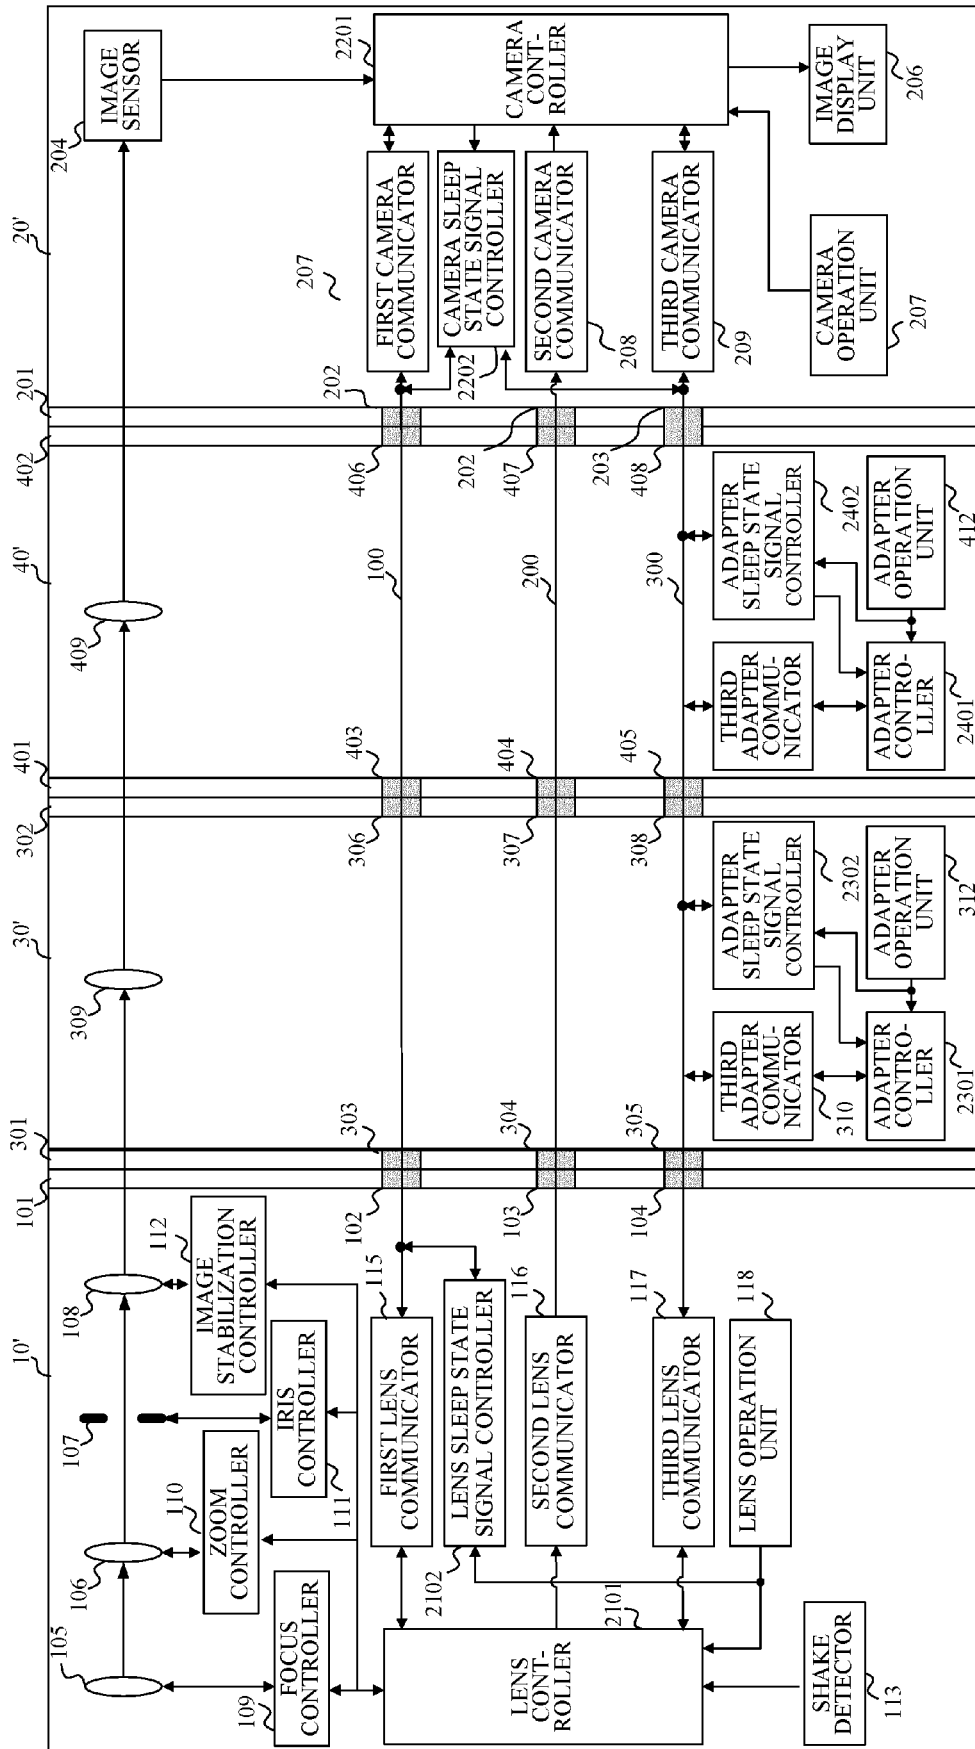 10'
101
301
30'
302
401
40'
402
201
20'
105
106
107
108
309
409
204
IMAGE
SENSOR
109
FOCUS
CONTROLLER
110
ZOOM
CONTROLLER
111
IRIS
CONTROLLER
112
IMAGE
STABILIZATION
CONTROLLER
LENS
CONT-
ROLLER
2101
SHAKE
DETECTOR
113
FIRST LENS
COMMUNICATOR
115
2102
LENS SLEEP STATE
SIGNAL CONTROLLER
SECOND LENS
COMMUNICATOR
116
THIRD LENS
COMMUNICATOR
117
LENS OPERATION
UNIT
118
102
303
103
304
104
305
306
403
307
404
308
405
THIRD
ADAPTER
COMMU-
NICATOR
310
ADAPTER
SLEEP STATE
SIGNAL
CONTROLLER
2302
ADAPTER
CONTRO-
LLER
2301
ADAPTER
OPERATION
UNIT
312
100
200
300
THIRD
ADAPTER
COMMU-
NICATOR
ADAPTER
SLEEP STATE
SIGNAL
CONTROLLER
2402
ADAPTER
CONTRO-
LLER
2401
ADAPTER
OPERATION
UNIT
412
406
202
407
202
408
203
207
FIRST CAMERA
COMMUNICATOR
CAMERA SLEEP
STATE SIGNAL
CONTROLLER
2202
SECOND CAMERA
COMMUNICATOR
208
THIRD CAMERA
COMMUNICATOR
209
2201
CAMERA
CONT-
ROLLER
CAMERA
OPERATION
UNIT
207
IMAGE
DISPLAY
UNIT
206